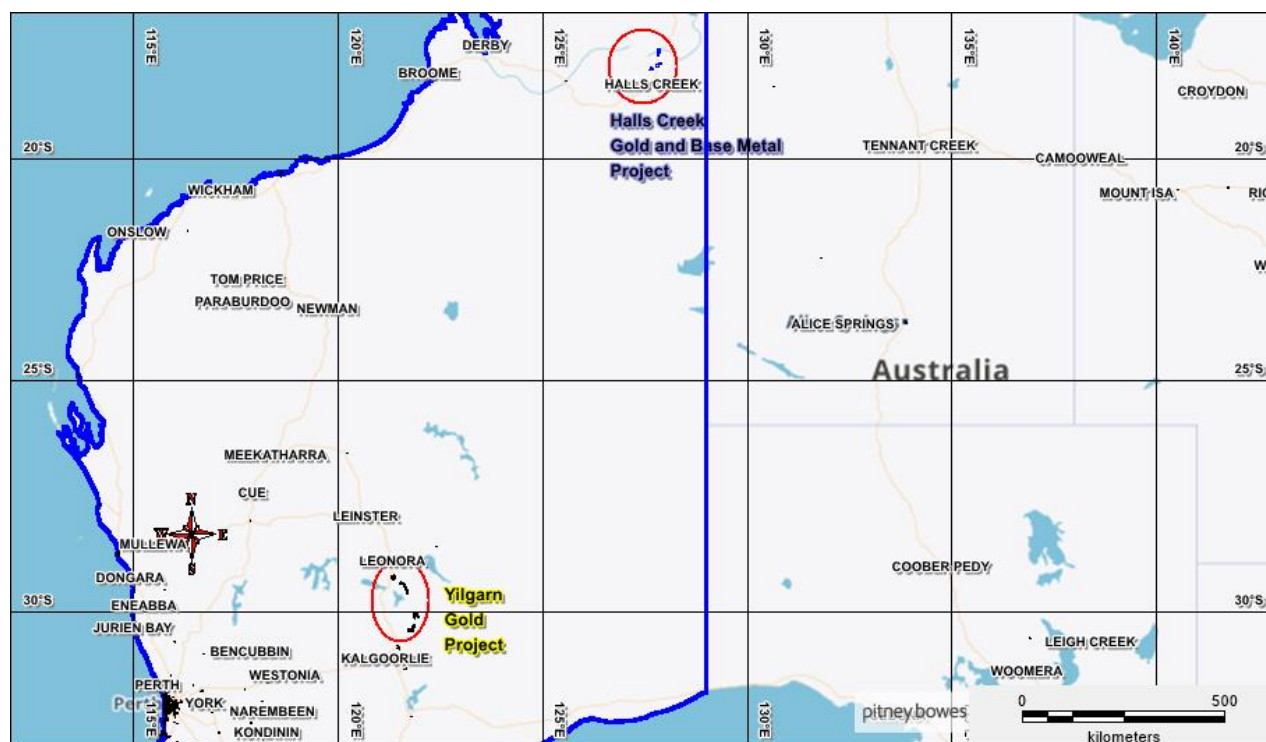 115°E
120°E
125°E
130°E
135°E
140°E
DERBY
BROOME
HALLS CREEK
CROYDON
Halls Creek
Gold and Base Metal
Project
20°S
TENNANT CREEK
CAMOOWEAL
20°S
WICKHAM
MOUNT ISA
RI
ONSLOW
TOM PRICE
W
PARABURDOO
NEWMAN
ALICE SPRINGS
25°S
Australia
25°S
MEEKATHARRA
CUE
N
LEINSTER
W
E
MULLEWA
S
LEONORA
DONGARA
COOBER PEDY
Yilgarn
Gold
Project
30°S
ENEABBA
30°S
JURIEN BAY
LEIGH CREEK
BENCUBBIN
KALGOORLIE
WESTONIA
WOOMERA
PERTH
Perth
YORK
NAREMBEEN
KONDININ
115°E
120°E
125°E
130°E
pitney bowes
0
500
kilometers